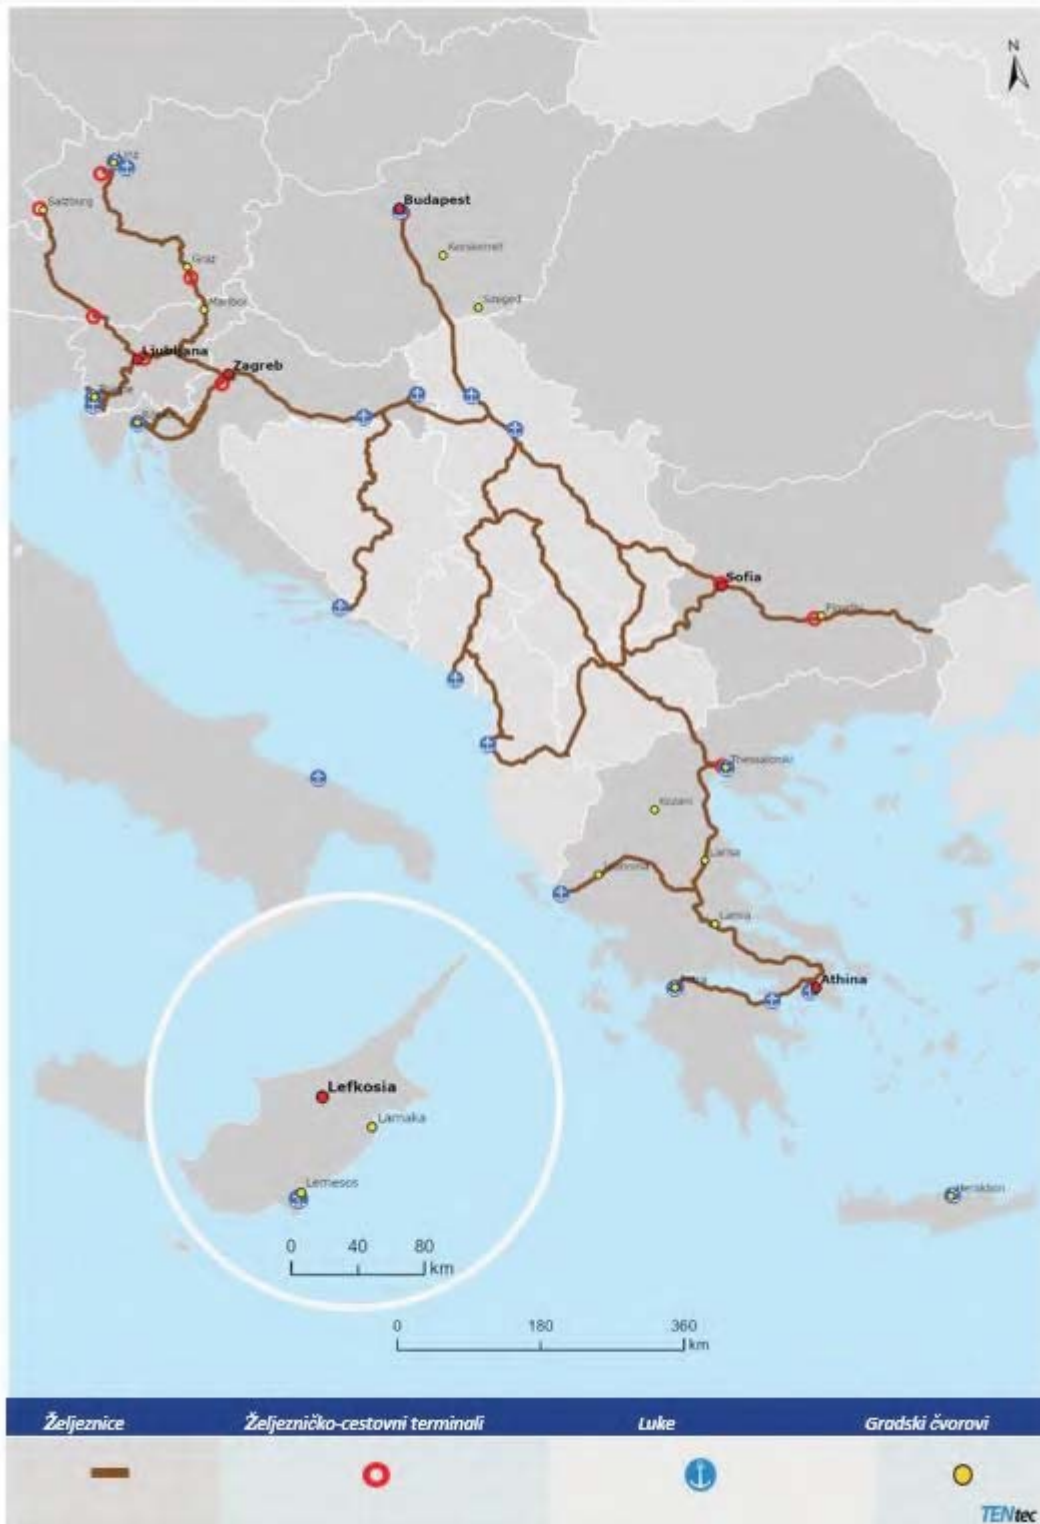 N
Linz
Salzburg
Budapest
Graz
Maribor
Szeged
Ljubljana
Zagreb
Sofia
Plovdiv
Thessaloniki
Kozani
Larisa
Ioannina
Lamia
Athina
Lefkosia
Larnaka
Lemesos
Heraklion
0 40 80
km
0 180 360
km
Željeznice Željezničko-cestovni terminali Luke Gradski čvorovi
TENtec